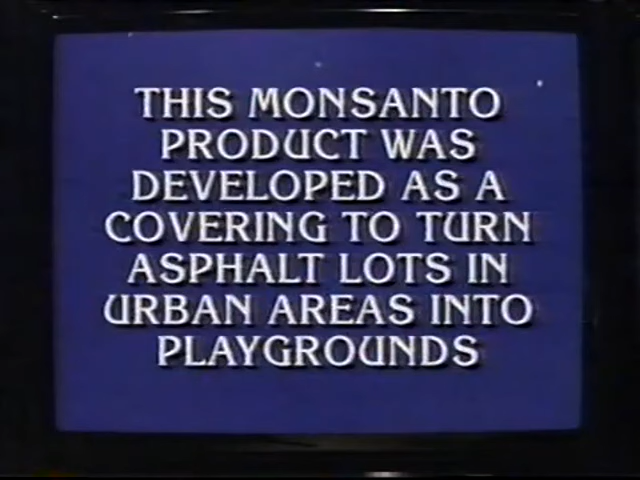 THIS MONSANTO
PRODUCT WAS
DEVELOPED AS A
COVERING TO TURN
ASPHALT LOTS IN
URBAN AREAS INTO
PLAYGROUNDS